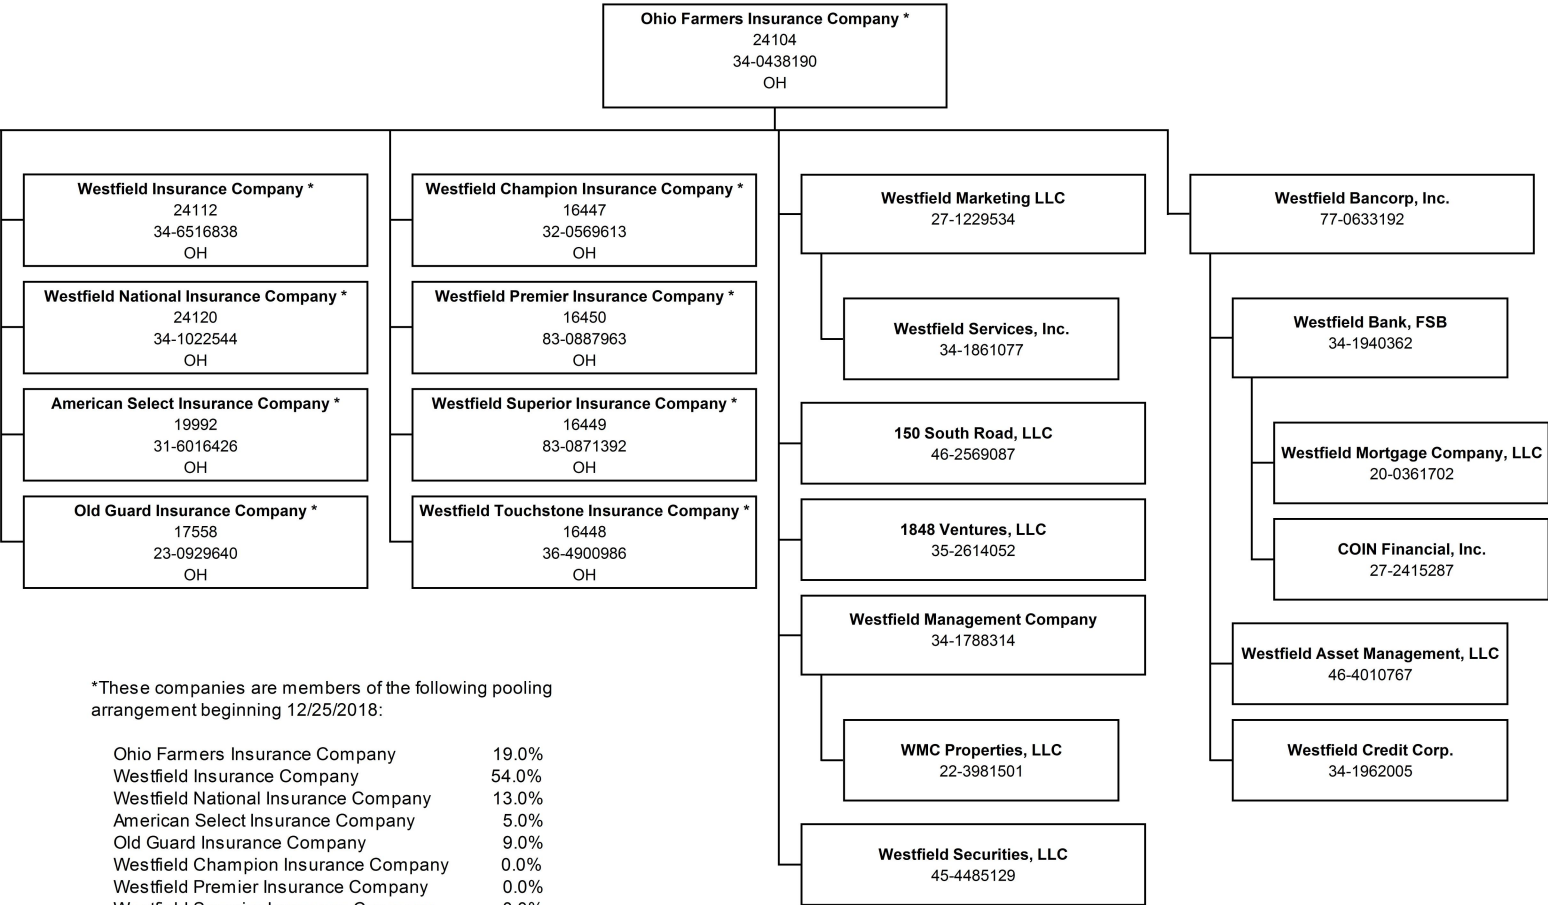 Ohio Farmers Insurance Company *
24104
34-0438190
OH
Westfield Insurance Company *
24112
34-6516838
OH
Westfield National Insurance Company *
24120
34-1022544
OH
American Select Insurance Company *
19992
31-6016426
OH
Old Guard Insurance Company *
17558
23-0929640
OH
Westfield Champion Insurance Company *
16447
32-0569613
OH
Westfield Premier Insurance Company *
16450
83-0887963
OH
Westfield Superior Insurance Company *
16449
83-0871392
OH
Westfield Touchstone Insurance Company *
16448
36-4900986
OH
Westfield Marketing LLC
27-1229534
Westfield Services, Inc.
34-1861077
150 South Road, LLC
46-2569087
1848 Ventures, LLC
35-2614052
Westfield Management Company
34-1788314
WMC Properties, LLC
22-3981501
Westfield Securities, LLC
45-4485129
Westfield Bancorp, Inc.
77-0633192
Westfield Bank, FSB
34-1940362
Westfield Mortgage Company, LLC
20-0361702
COIN Financial, Inc.
27-2415287
Westfield Asset Management, LLC
46-4010767
Westfield Credit Corp.
34-1962005
*These companies are members of the following pooling
arrangement beginning 12/25/2018:
Ohio Farmers Insurance Company 19.0%
Westfield Insurance Company 54.0%
Westfield National Insurance Company 13.0%
American Select Insurance Company 5.0%
Old Guard Insurance Company 9.0%
Westfield Champion Insurance Company 0.0%
Westfield Premier Insurance Company 0.0%